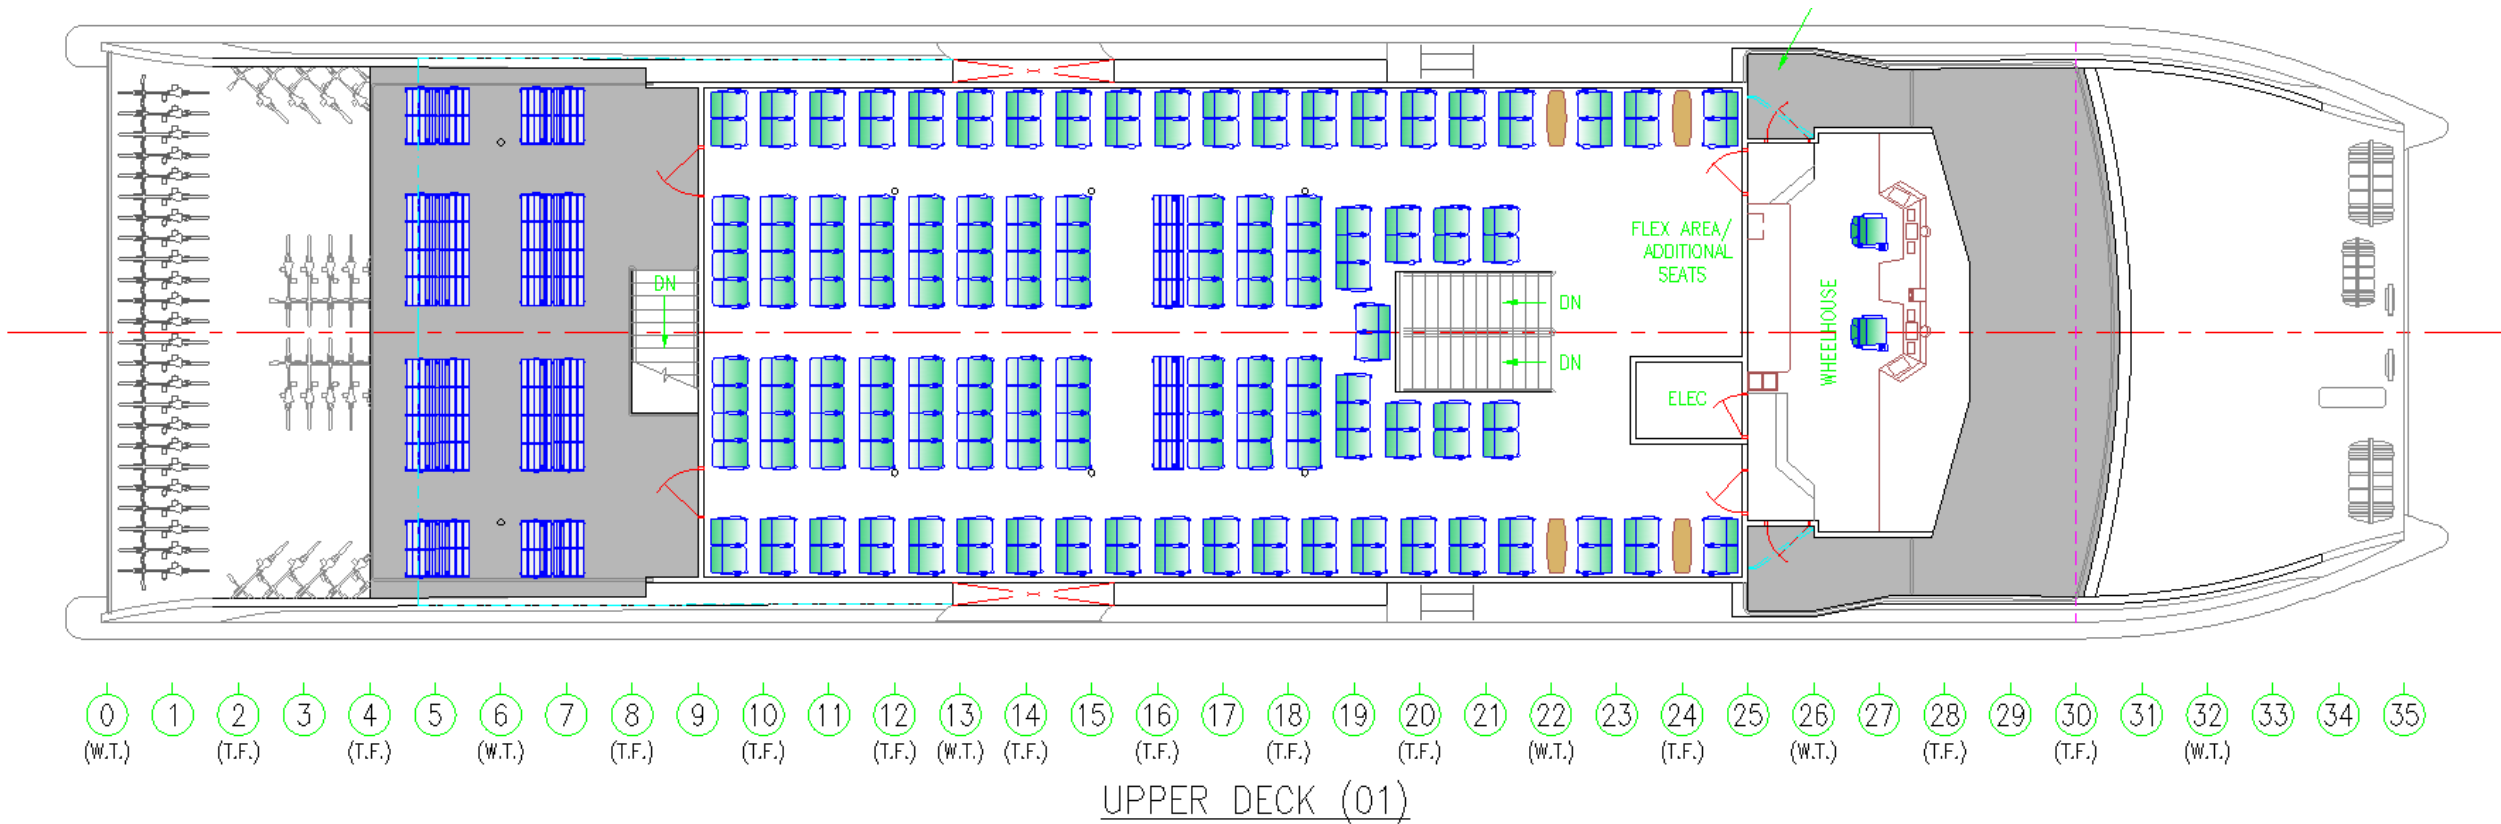 FLEX AREA/
ADDITIONAL
SEATS
DN
DN
DN
WHEELHOUSE
ELEC
0 1 2 3 4 5 6 7 8 9 10 11 12 13 14 15 16 17 18 19 20 21 22 23 24 25 26 27 28 29 30 31 32 33 34 35
(W.T.) (T.F.) (T.F.) (W.T.) (T.F.) (T.F.) (T.F.) (W.T.) (T.F.) (T.F.) (T.F.) (T.F.) (W.T.) (T.F.) (W.T.) (T.F.) (T.F.) (W.T.)
UPPER DECK (01)